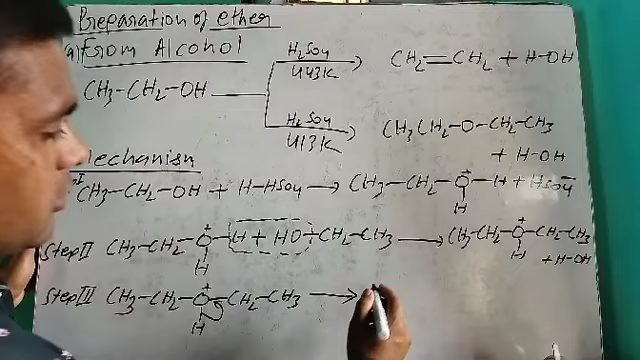 Preparation of ether
(a) From Alcohol
CH3-CH2-OH
H2SO4
443K
CH2=CH2 + H-OH
H2SO4
413K
CH3CH2-O-CH2-CH3
+ H-OH
Mechanism
I CH3-CH2-OH + H-HSO4 → CH3-CH2-O+-H + HSO4-
H
Step II CH3-CH2-O+-H + HO-CH2-CH3 → CH3-CH2-O+-CH2-CH3
H
H
+ H-OH
Step III CH3-CH2-O+-CH2-CH3 →
H